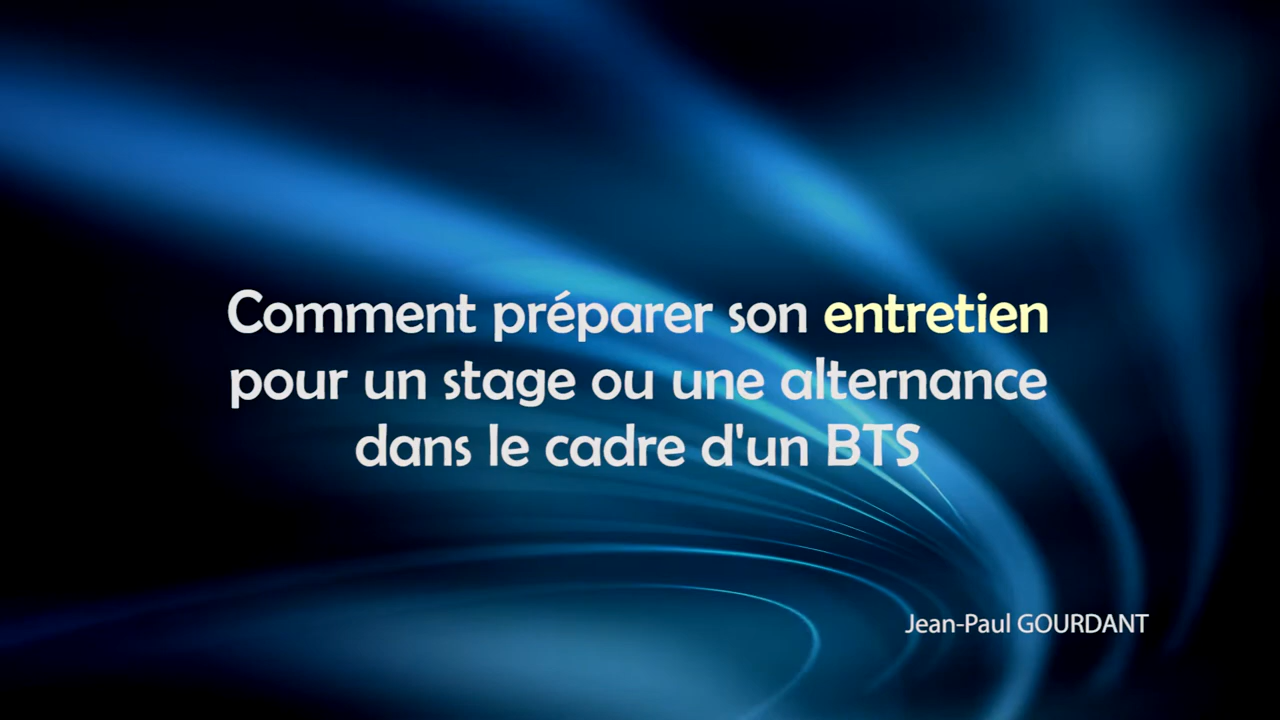 Comment préparer son entretien
pour un stage ou une alternance
dans le cadre d'un BTS
Jean-Paul GOURDANT